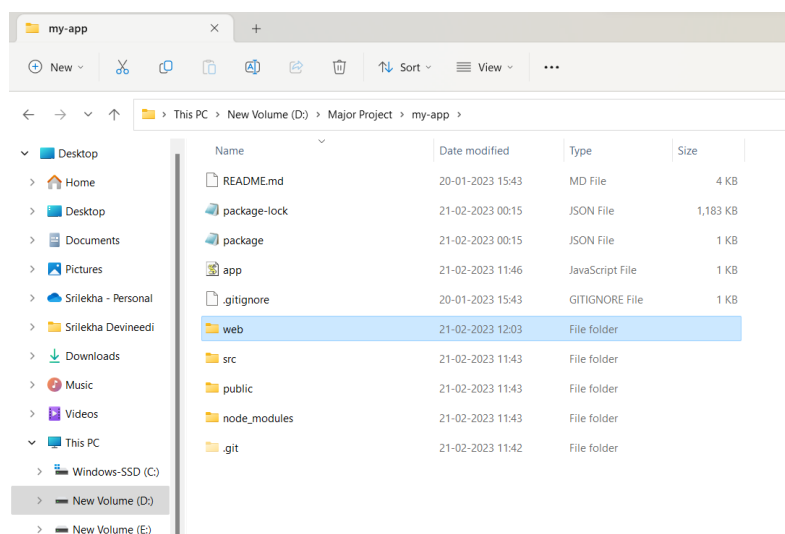 my-app
New
Sort
View
This PC > New Volume (D:) > Major Project > my-app >
Name Date modified Type Size
Desktop
Home
Desktop
Documents
Pictures
Srilekha - Personal
Srilekha Devineedi
Downloads
Music
Videos
This PC
Windows-SSD (C:)
New Volume (D:)
New Volume (E:)
README.md 20-01-2023 15:43 MD File 4 KB
package-lock 21-02-2023 00:15 JSON File 1,183 KB
package 21-02-2023 00:15 JSON File 1 KB
app 21-02-2023 11:46 JavaScript File 1 KB
.gitignore 20-01-2023 15:43 GITIGNORE File 1 KB
web 21-02-2023 12:03 File folder
src 21-02-2023 11:43 File folder
public 21-02-2023 11:43 File folder
node_modules 21-02-2023 11:43 File folder
.git 21-02-2023 11:42 File folder